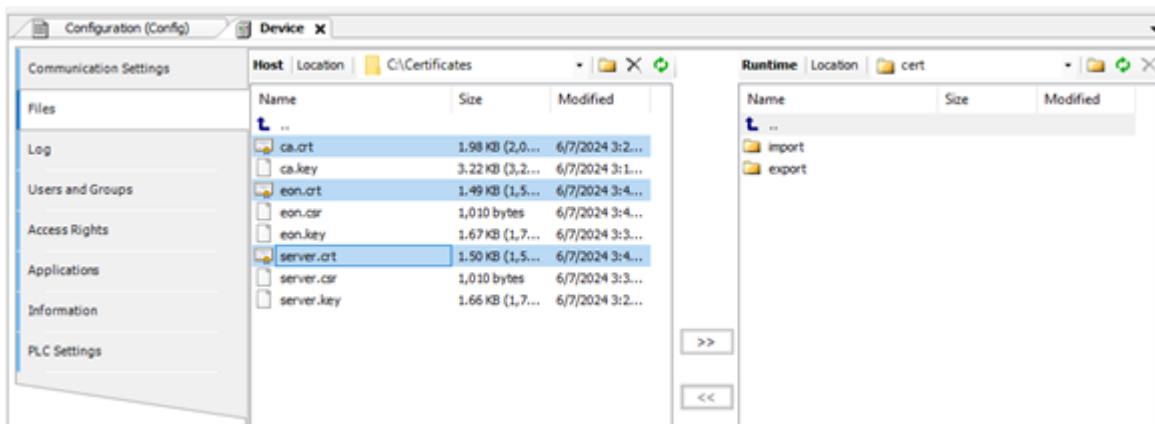 Configuration (Config) Device
Communication Settings
Files
Log
Users and Groups
Access Rights
Applications
Information
PLC Settings
Host Location C:\Certificates
Name Size Modified
..
ca.crt 1.98 KB (2,0... 6/7/2024 3:2...
ca.key 3.22 KB (3,2... 6/7/2024 3:1...
eon.crt 1.49 KB (1,5... 6/7/2024 3:4...
eon.csr 1,010 bytes 6/7/2024 3:4...
eon.key 1.67 KB (1,7... 6/7/2024 3:3...
server.crt 1.50 KB (1,5... 6/7/2024 3:4...
server.csr 1,010 bytes 6/7/2024 3:3...
server.key 1.66 KB (1,7... 6/7/2024 3:2...
>>
<<
Runtime Location cert
Name Size Modified
..
import
export